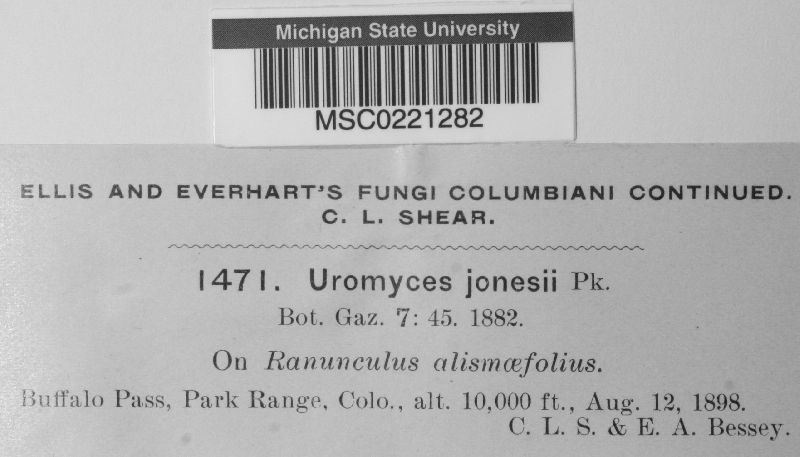 Michigan State University
MSC0221282
ELLIS AND EVERHART'S FUNGI COLUMBIANI CONTINUED.
C. L. SHEAR.
1471. Uromyces jonesii Pk.
Bot. Gaz. 7: 45. 1882.
On Ranunculus alismæfolius.
Buffalo Pass, Park Range, Colo., alt. 10,000 ft., Aug. 12, 1898.
C. L. S. & E. A. Bessey.